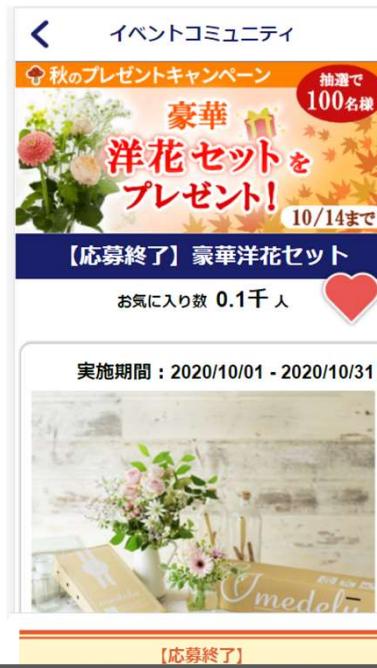 イベントコミュニティ
秋のプレゼントキャンペーン
抽選で
100名様
豪華
洋花セットを
プレゼント!
10/14まで
【応募終了】豪華洋花セット
お気に入り数 0.1千 人
実施期間：2020/10/01 - 2020/10/31
【応募終了】